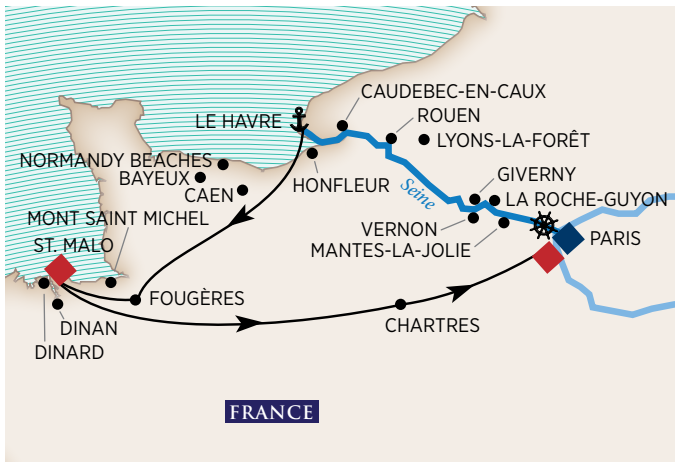 CAUDEBEC-EN-CAUX
LE HAVRE
ROUEN
LYONS-LA-FORÊT
NORMANDY BEACHES
BAYEUX
HONFLEUR
GIVERNY
CAEN
Seine
LA ROCHE-GUYON
MONT SAINT MICHEL
VERNON
ST. MALO
MANTES-LA-JOLIE
PARIS
FOUGÈRES
DINAN
CHARTRES
DINARD
FRANCE